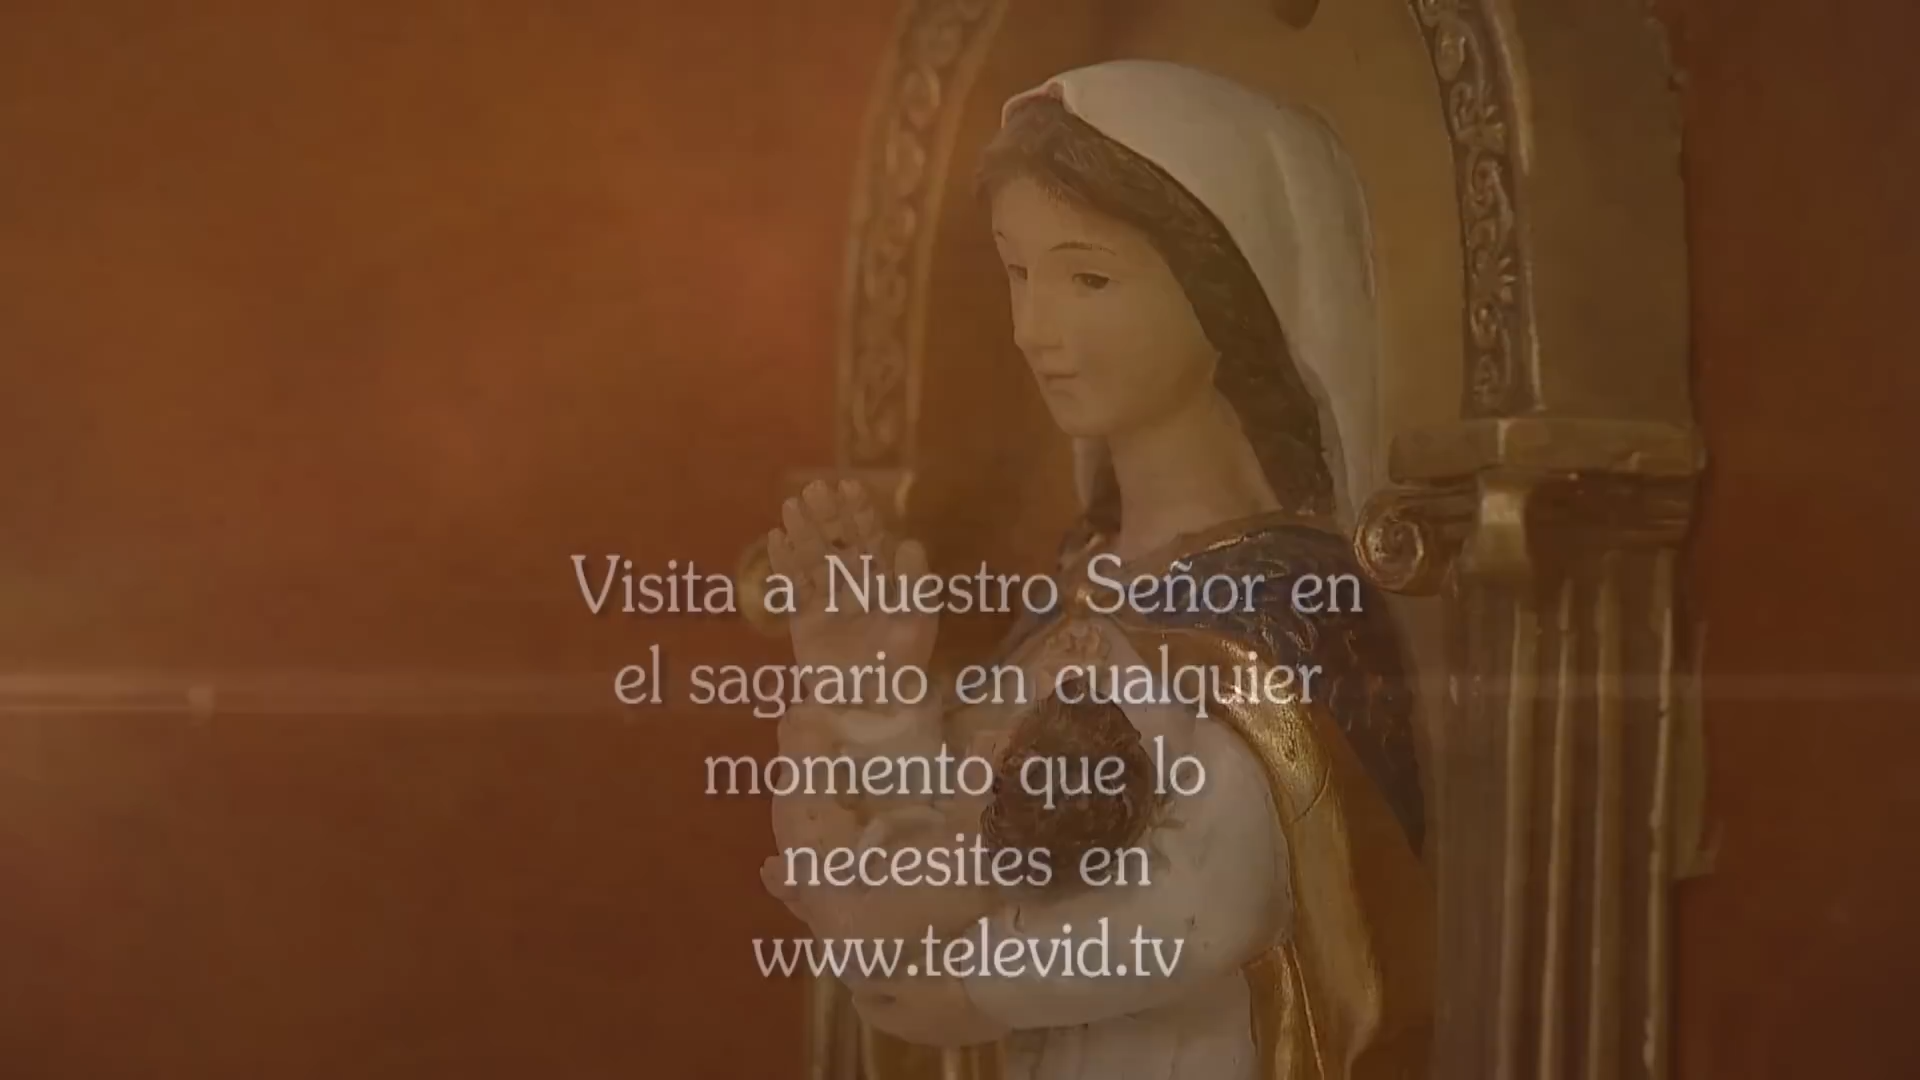 Visita a Nuestro Señor en
el sagrario en cualquier
momento que lo
necesites en
www.televid.tv